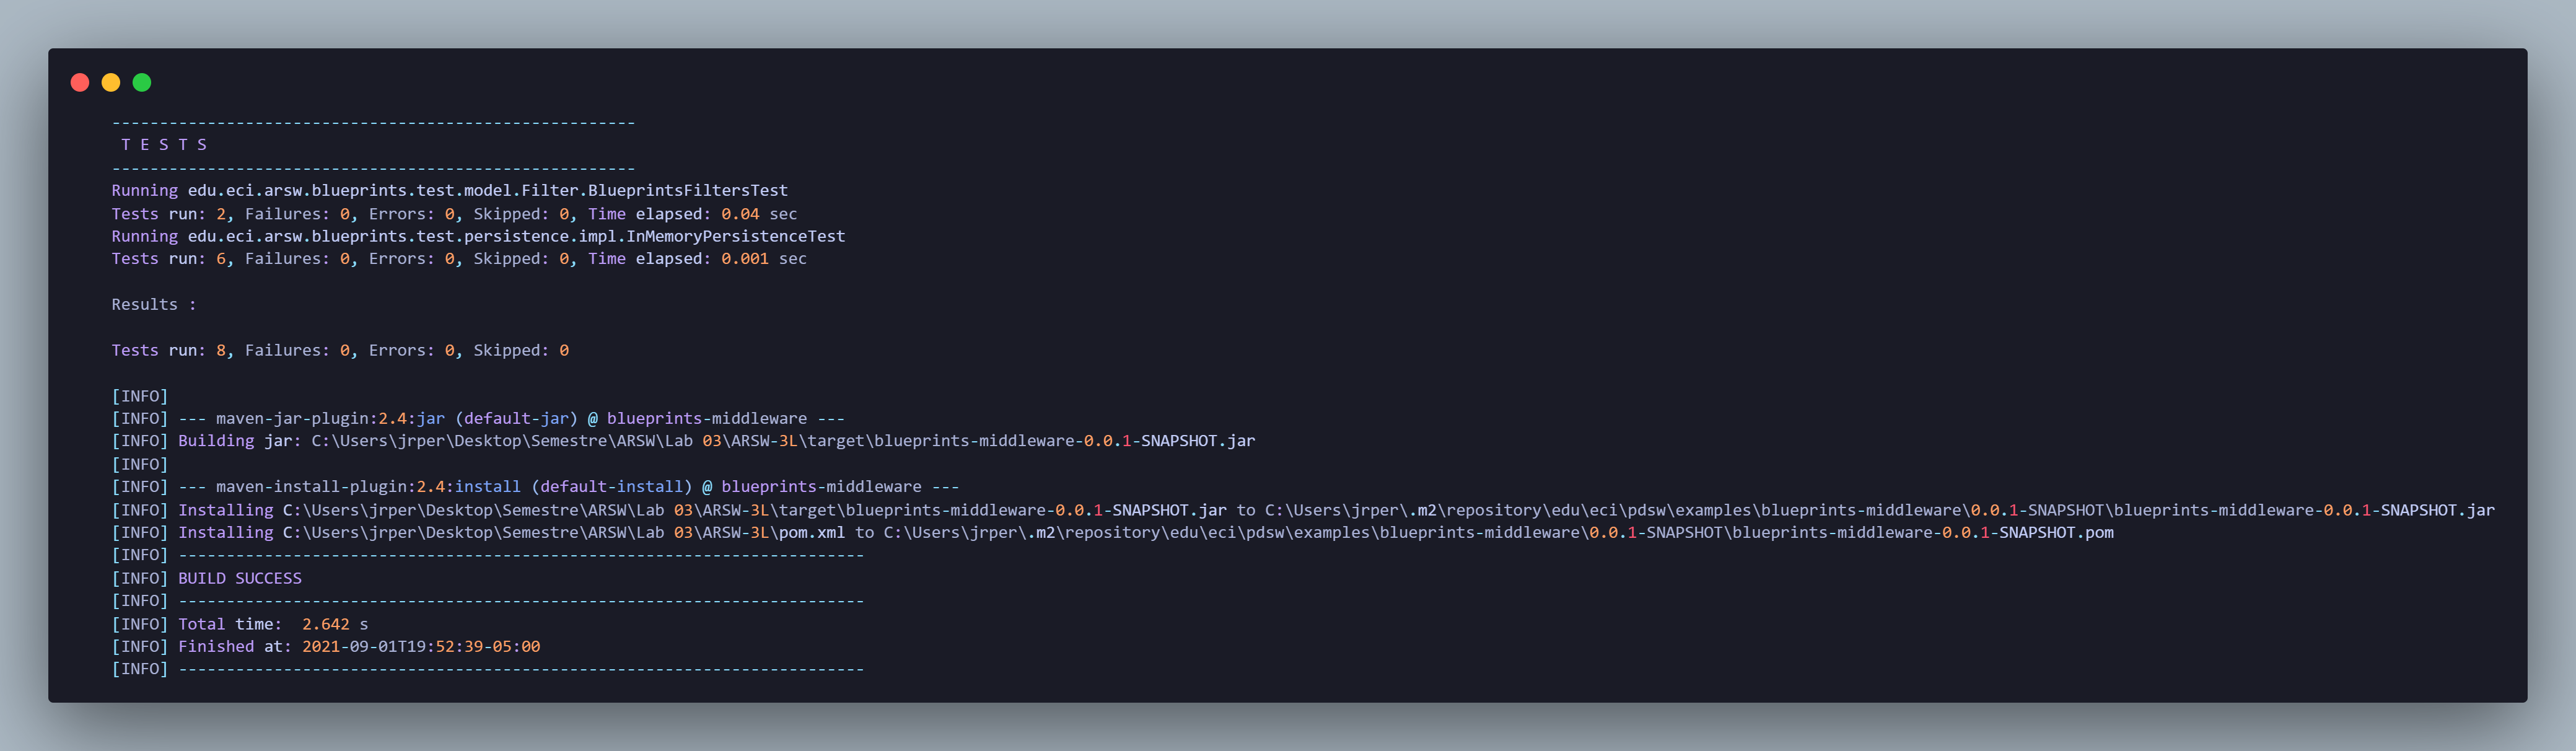 -------------------------------------------------------
 T E S T S
-------------------------------------------------------
Running edu.eci.arsw.blueprints.test.model.Filter.BlueprintsFiltersTest
Tests run: 2, Failures: 0, Errors: 0, Skipped: 0, Time elapsed: 0.04 sec
Running edu.eci.arsw.blueprints.test.persistence.impl.InMemoryPersistenceTest
Tests run: 6, Failures: 0, Errors: 0, Skipped: 0, Time elapsed: 0.001 sec
Results :
Tests run: 8, Failures: 0, Errors: 0, Skipped: 0
[INFO]
[INFO] --- maven-jar-plugin:2.4:jar (default-jar) @ blueprints-middleware ---
[INFO] Building jar: C:\Users\jrper\Desktop\Semestre\ARSW\Lab 03\ARSW-3L\target\blueprints-middleware-0.0.1-SNAPSHOT.jar
[INFO]
[INFO] --- maven-install-plugin:2.4:install (default-install) @ blueprints-middleware ---
[INFO] Installing C:\Users\jrper\Desktop\Semestre\ARSW\Lab 03\ARSW-3L\target\blueprints-middleware-0.0.1-SNAPSHOT.jar to C:\Users\jrper\.m2\repository\edu\eci\pdsw\examples\blueprints-middleware\0.0.1-SNAPSHOT\blueprints-middleware-0.0.1-SNAPSHOT.jar
[INFO] Installing C:\Users\jrper\Desktop\Semestre\ARSW\Lab 03\ARSW-3L\pom.xml to C:\Users\jrper\.m2\repository\edu\eci\pdsw\examples\blueprints-middleware\0.0.1-SNAPSHOT\blueprints-middleware-0.0.1-SNAPSHOT.pom
[INFO] ------------------------------------------------------------------------
[INFO] BUILD SUCCESS
[INFO] ------------------------------------------------------------------------
[INFO] Total time:  2.642 s
[INFO] Finished at: 2021-09-01T19:52:39-05:00
[INFO] ------------------------------------------------------------------------